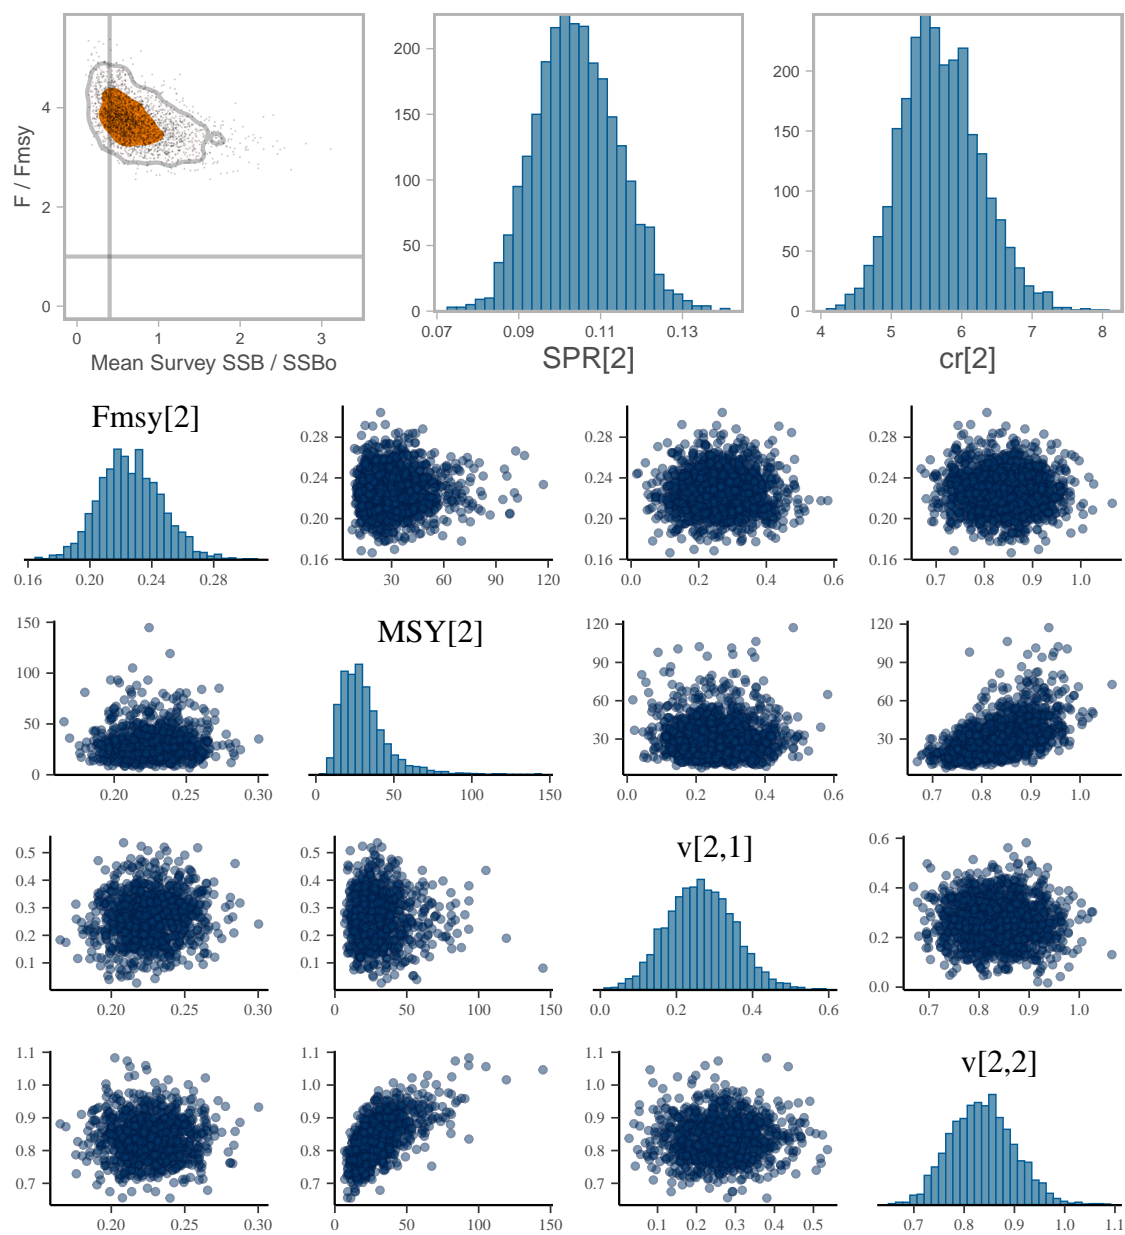 4
2
0
F / Fmsy
0 1 2 3
Mean Survey SSB / SSBo
200
150
100
50
0
0.07 0.09 0.11 0.13
SPR[2]
200
150
100
50
0
4 5 6 7 8
cr[2]
Fmsy[2]
0.16 0.20 0.24 0.28
0.28
0.24
0.20
0.16
30 60 90 120
0.28
0.24
0.20
0.16
0.0 0.2 0.4 0.6
0.28
0.24
0.20
0.16
0.7 0.8 0.9 1.0
150
100
50
0
0.20 0.25 0.30
MSY[2]
0 50 100 150
120
90
60
30
0.0 0.2 0.4 0.6
120
90
60
30
0.7 0.8 0.9 1.0
0.5
0.4
0.3
0.2
0.1
0.20 0.25 0.30
0.5
0.4
0.3
0.2
0.1
0 50 100 150
v[2,1]
0.0 0.2 0.4 0.6
0.6
0.4
0.2
0.0
0.7 0.8 0.9 1.0
1.1
1.0
0.9
0.8
0.7
0.20 0.25 0.30
1.1
1.0
0.9
0.8
0.7
0 50 100 150
1.1
1.0
0.9
0.8
0.7
0.1 0.2 0.3 0.4 0.5
v[2,2]
0.7 0.8 0.9 1.0 1.1